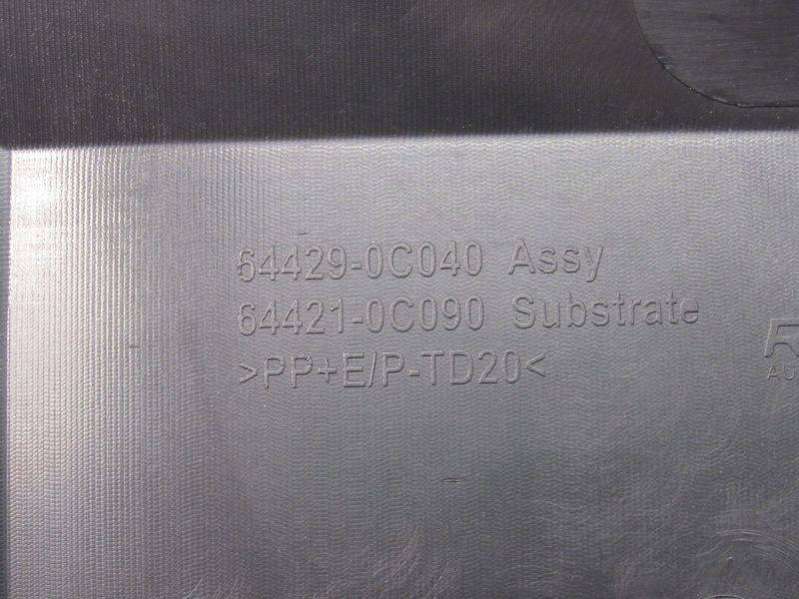 64429-0C040 Assy
64421-0C090 Substrate
>PP+E/P-TD20<